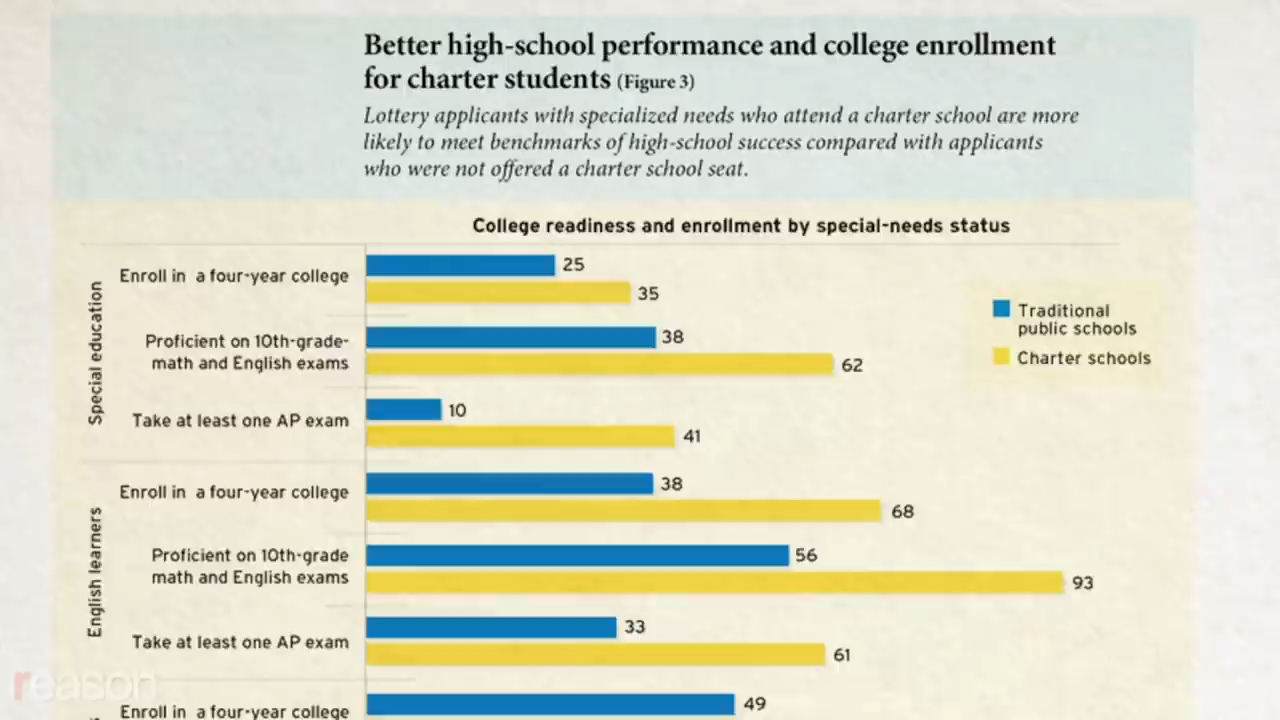 Better high-school performance and college enrollment
for charter students (Figure 3)
Lottery applicants with specialized needs who attend a charter school are more
likely to meet benchmarks of high-school success compared with applicants
who were not offered a charter school seat.
College readiness and enrollment by special-needs status
Special education
Enroll in a four-year college
25
35
Proficient on 10th-grade-
math and English exams
38
62
Take at least one AP exam
10
41
Traditional
public schools
Charter schools
English learners
Enroll in a four-year college
38
68
Proficient on 10th-grade
math and English exams
56
93
Take at least one AP exam
33
61
Enroll in a four-year college
49
reason